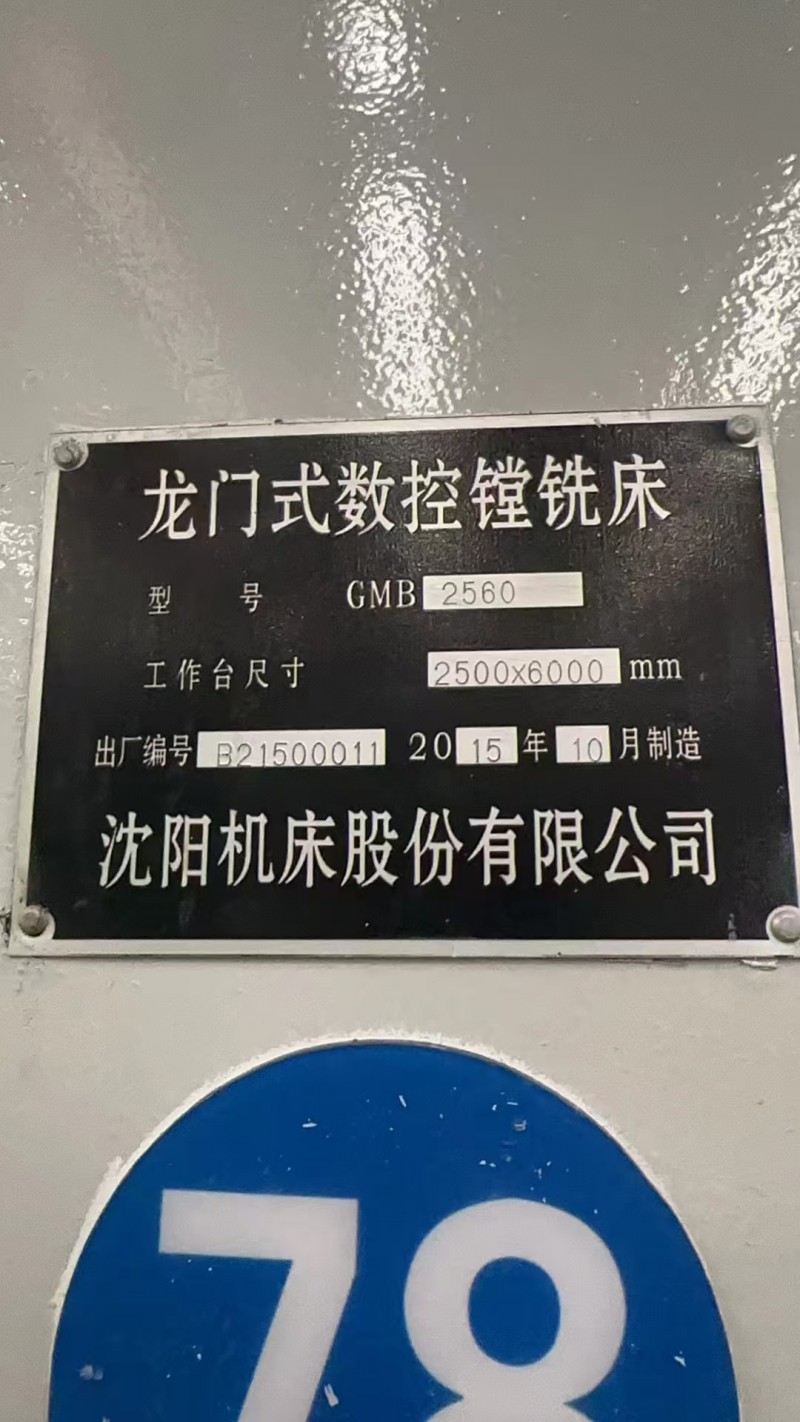 龙门式数控镗铣床
型 号 GMB 2560
工作台尺寸 2500x6000 mm
出厂编号 B21500011 2015年10月制造
沈阳机床股份有限公司
78